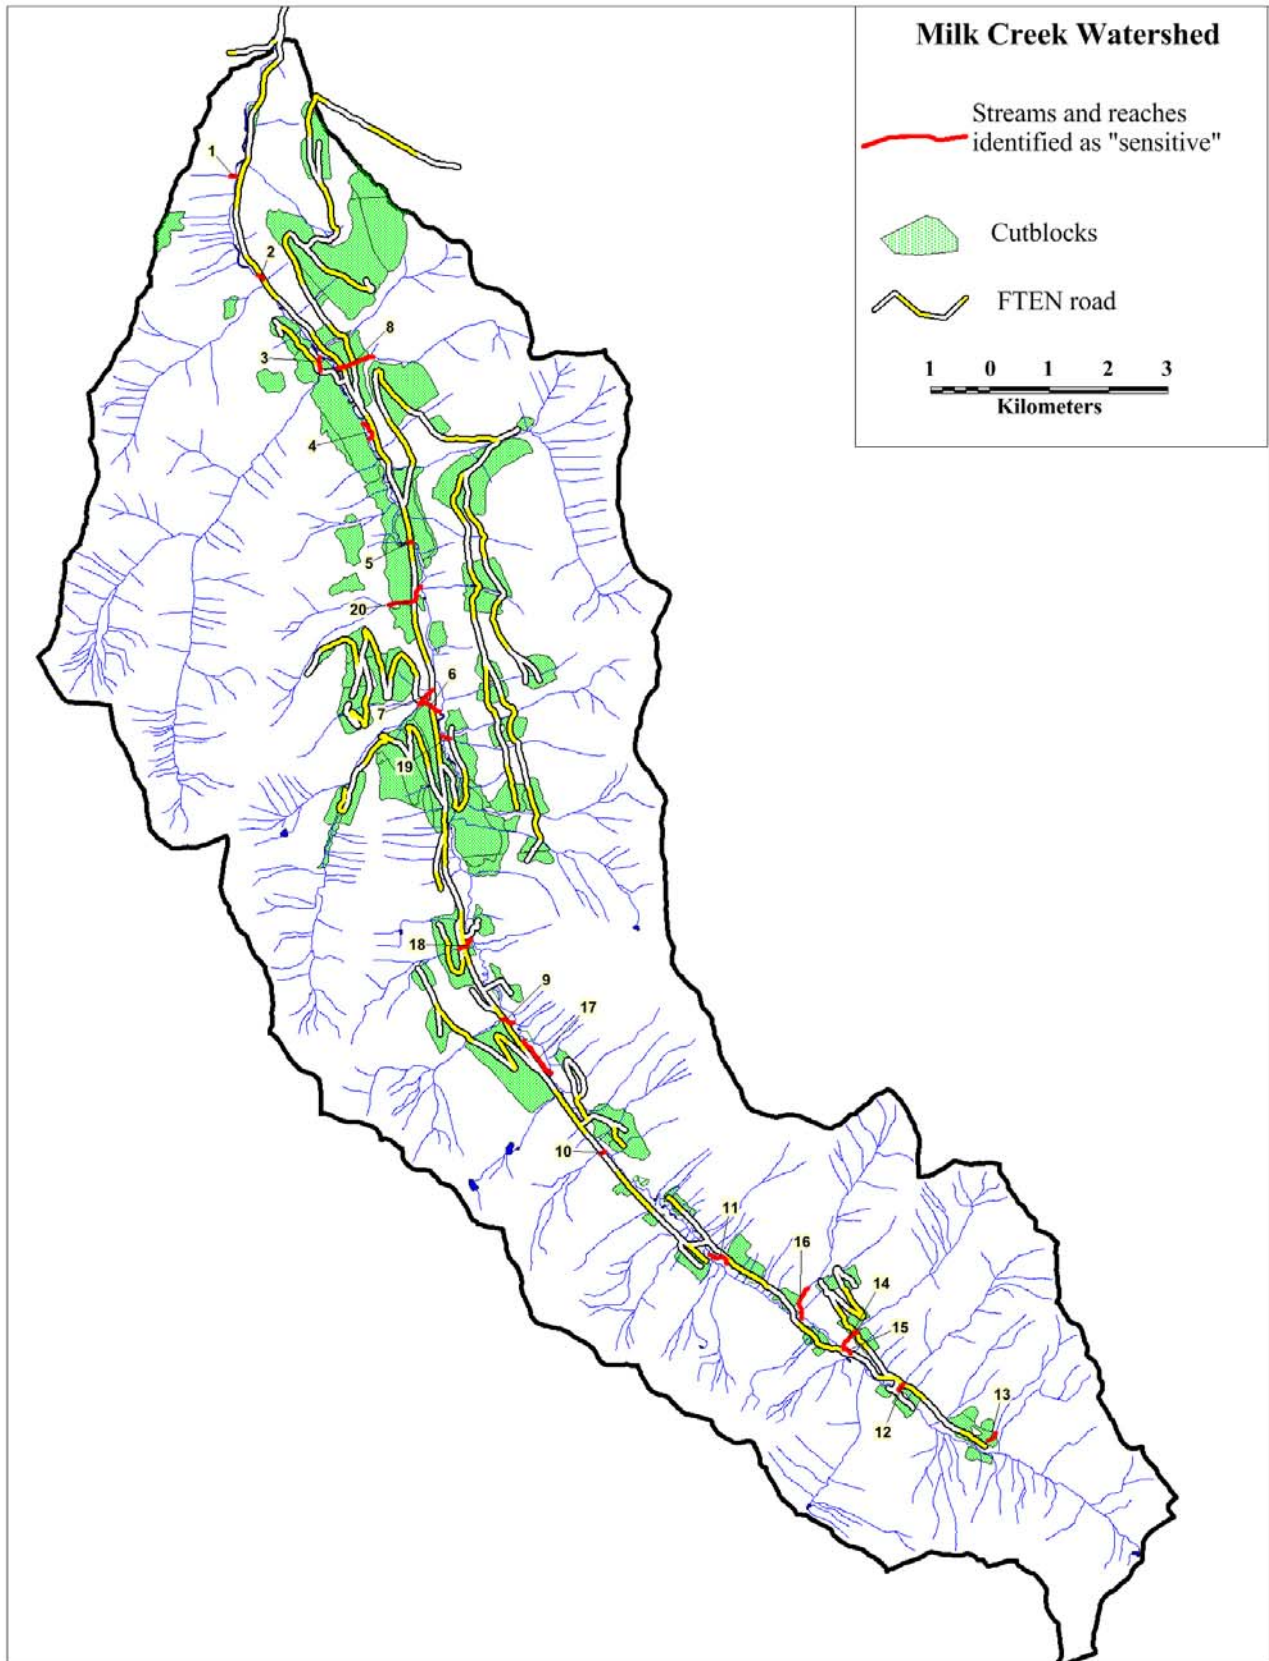 Milk Creek Watershed
Streams and reaches
identified as "sensitive"
Cutblocks
FTEN road
1 0 1 2 3
Kilometers
1
2
8
3
4
5
20
6
7
19
18
9
17
10
11
16
14
15
13
12